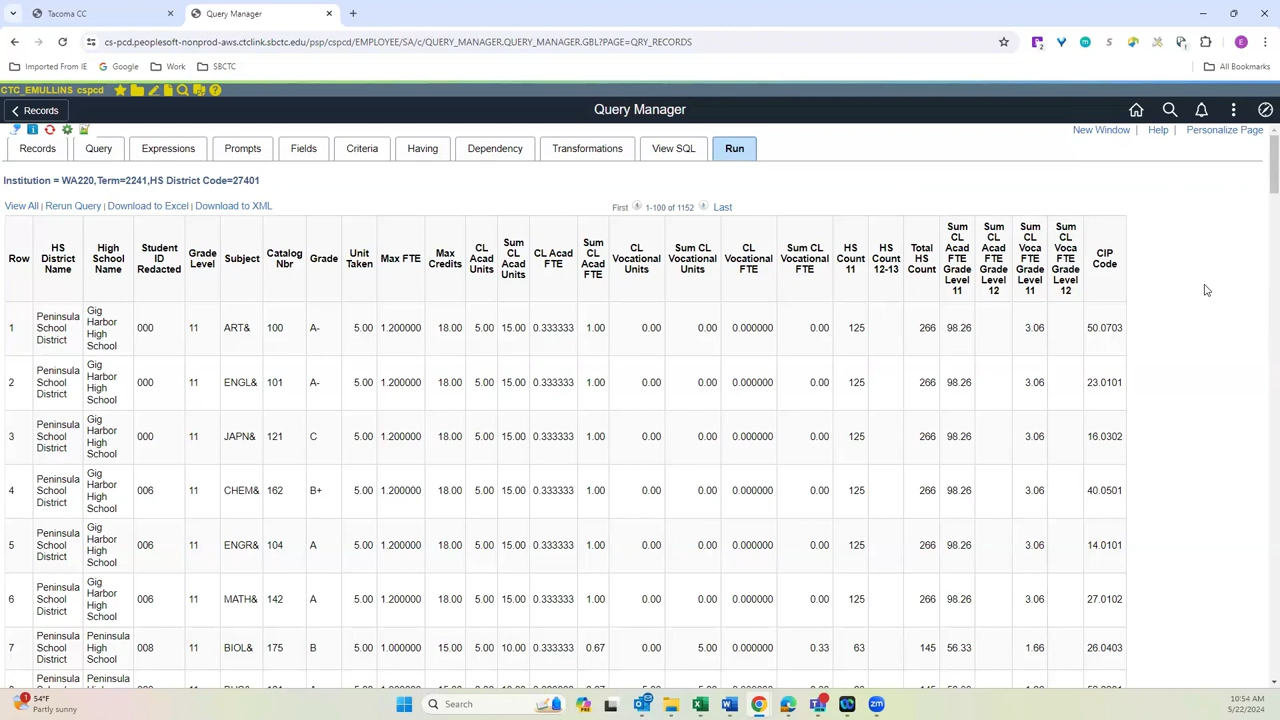 Tacoma CC
Query Manager
cs-pcd.peoplesoft-nonprod-aws.ctclink.sbctc.edu/psp/cspcd/EMPLOYEE/SA/c/QUERY_MANAGER.QUERY_MANAGER.GBL?PAGE=QRY_RECORDS
Imported From IE Google Work SBCTC All Bookmarks
CTC_EMULLINS cspcd
Records Query Manager
New Window | Help | Personalize Page
Records Query Expressions Prompts Fields Criteria Having Dependency Transformations View SQL Run
Institution = WA220,Term=2241,HS District Code=27401
View All | Rerun Query | Download to Excel | Download to XML First 1-100 of 1152 Last
Row HS District Name High School Name Student ID Redacted Grade Level Subject Catalog Nbr Grade Unit Taken Max FTE Max Credits CL Acad Units Sum CL Acad Units CL Acad FTE Sum CL Acad FTE CL Vocational Units Sum CL Vocational Units CL Vocational FTE Sum CL Vocational FTE HS Count 11 HS Count 12-13 Total HS Count Sum CL Acad FTE Grade Level 11 Sum CL Acad FTE Grade Level 12 Sum CL Voca FTE Grade Level 11 Sum CL Voca FTE Grade Level 12 CIP Code
1 Peninsula School District Gig Harbor High School 000 11 ART& 100 A- 5.00 1.200000 18.00 5.00 15.00 0.333333 1.00 0.00 0.00 0.000000 0.00 125 266 98.26 3.06 50.0703
2 Peninsula School District Gig Harbor High School 000 11 ENGL& 101 A- 5.00 1.200000 18.00 5.00 15.00 0.333333 1.00 0.00 0.00 0.000000 0.00 125 266 98.26 3.06 23.0101
3 Peninsula School District Gig Harbor High School 000 11 JAPN& 121 C 5.00 1.200000 18.00 5.00 15.00 0.333333 1.00 0.00 0.00 0.000000 0.00 125 266 98.26 3.06 16.0302
4 Peninsula School District Gig Harbor High School 006 11 CHEM& 162 B+ 5.00 1.200000 18.00 5.00 15.00 0.333333 1.00 0.00 0.00 0.000000 0.00 125 266 98.26 3.06 40.0501
5 Peninsula School District Gig Harbor High School 006 11 ENGR& 104 A 5.00 1.200000 18.00 5.00 15.00 0.333333 1.00 0.00 0.00 0.000000 0.00 125 266 98.26 3.06 14.0101
6 Peninsula School District Gig Harbor High School 006 11 MATH& 142 A 5.00 1.200000 18.00 5.00 15.00 0.333333 1.00 0.00 0.00 0.000000 0.00 125 266 98.26 3.06 27.0102
7 Peninsula School District Peninsula High School 008 11 BIOL& 175 B 5.00 1.000000 15.00 5.00 10.00 0.333333 0.67 0.00 5.00 0.000000 0.33 63 145 56.33 1.66 26.0403
Peninsula Peninsula
54°F
Partly sunny
Search
10:54 AM
5/22/2024